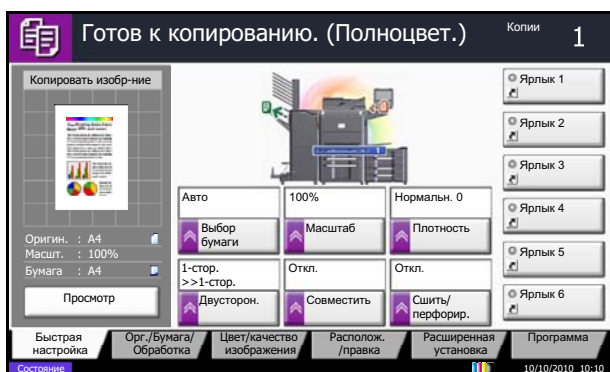 Готов к копированию. (Полноцвет.)
Копии
1
Копировать изобр-ние
Оригин. : A4
Масшт. : 100%
Бумага : A4
Просмотр
1
Авто
Выбор
бумаги
100%
Масштаб
Нормальн. 0
Плотность
1-стор.
>>1-стор.
Двусторон.
Откл.
Совместить
Откл.
Сшить/
перфорир.
Ярлык 1
Ярлык 2
Ярлык 3
Ярлык 4
Ярлык 5
Ярлык 6
Быстрая
настройка
Орг./Бумага/
Обработка
Цвет/качество
изображения
Располож.
/правка
Расширенная
установка
Программа
Состояние
10/10/2010 10:10